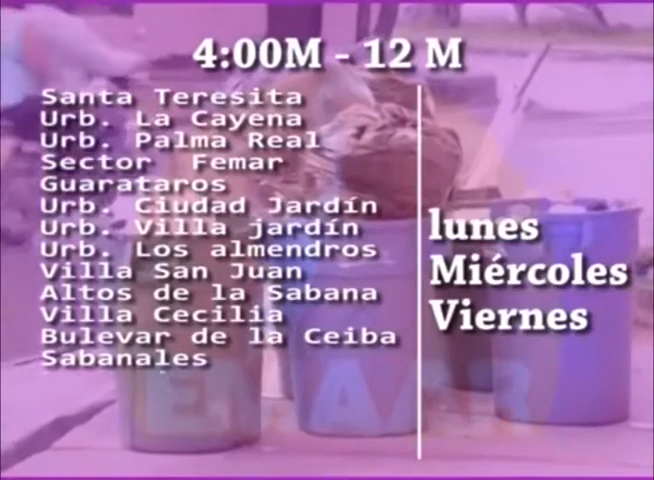 4:00M - 12 M
Santa Teresita
Urb. La Cayena
Urb. Palma Real
Sector Femar
Guarataros
Urb. Ciudad Jardín
Urb. Villa jardín
Urb. Los almendros
Villa San Juan
Altos de la Sabana
Villa Cecilia
Bulevar de la Ceiba
Sabanales
lunes
Miércoles
Viernes